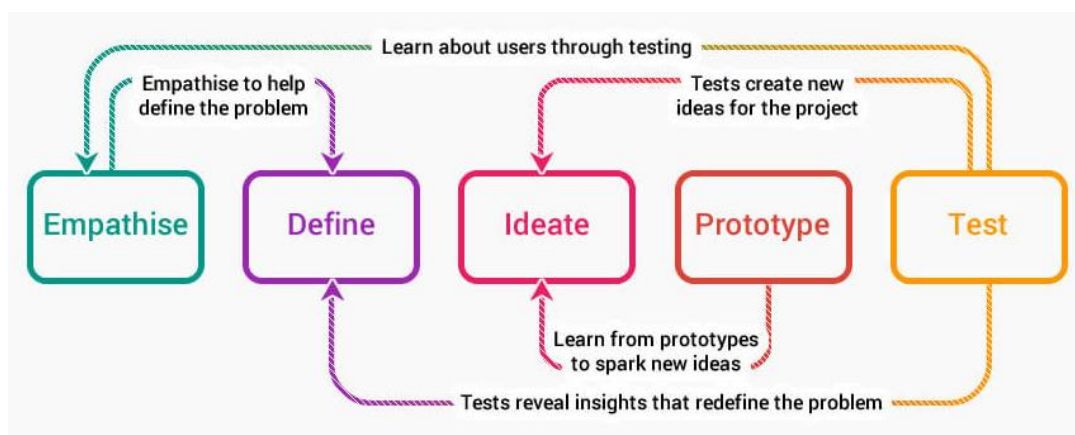 Learn about users through testing
Empathise to help
define the problem
Tests create new
ideas for the project
Empathise
Define
Ideate
Prototype
Test
Learn from prototypes
to spark new ideas
Tests reveal insights that redefine the problem